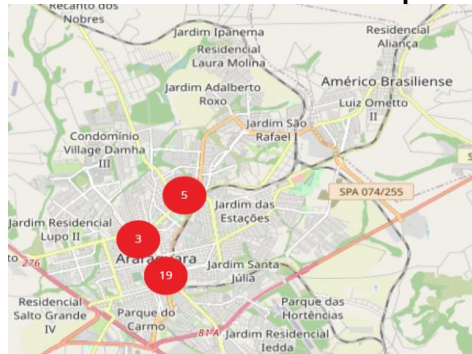 Recanto dos
Nobres
Jardim Ipanema
Residencial
Laura Molina
Residencial
Aliança
Jardim Adalberto
Roxo
Américo Brasiliense
Luiz Ometto
II
Jardim São
Rafael I
Condomínio
Village Damha
III
5
SPA 074/255
Jardim das
Estações
Jardim Residencial
Lupo II
3
276
Araraquara
19
Jardim Santa
Júlia
Residencial
Salto Grande
IV
Parque do
Carmo
Parque das
Hortências
81 A
Jardim Residencial
Iedda